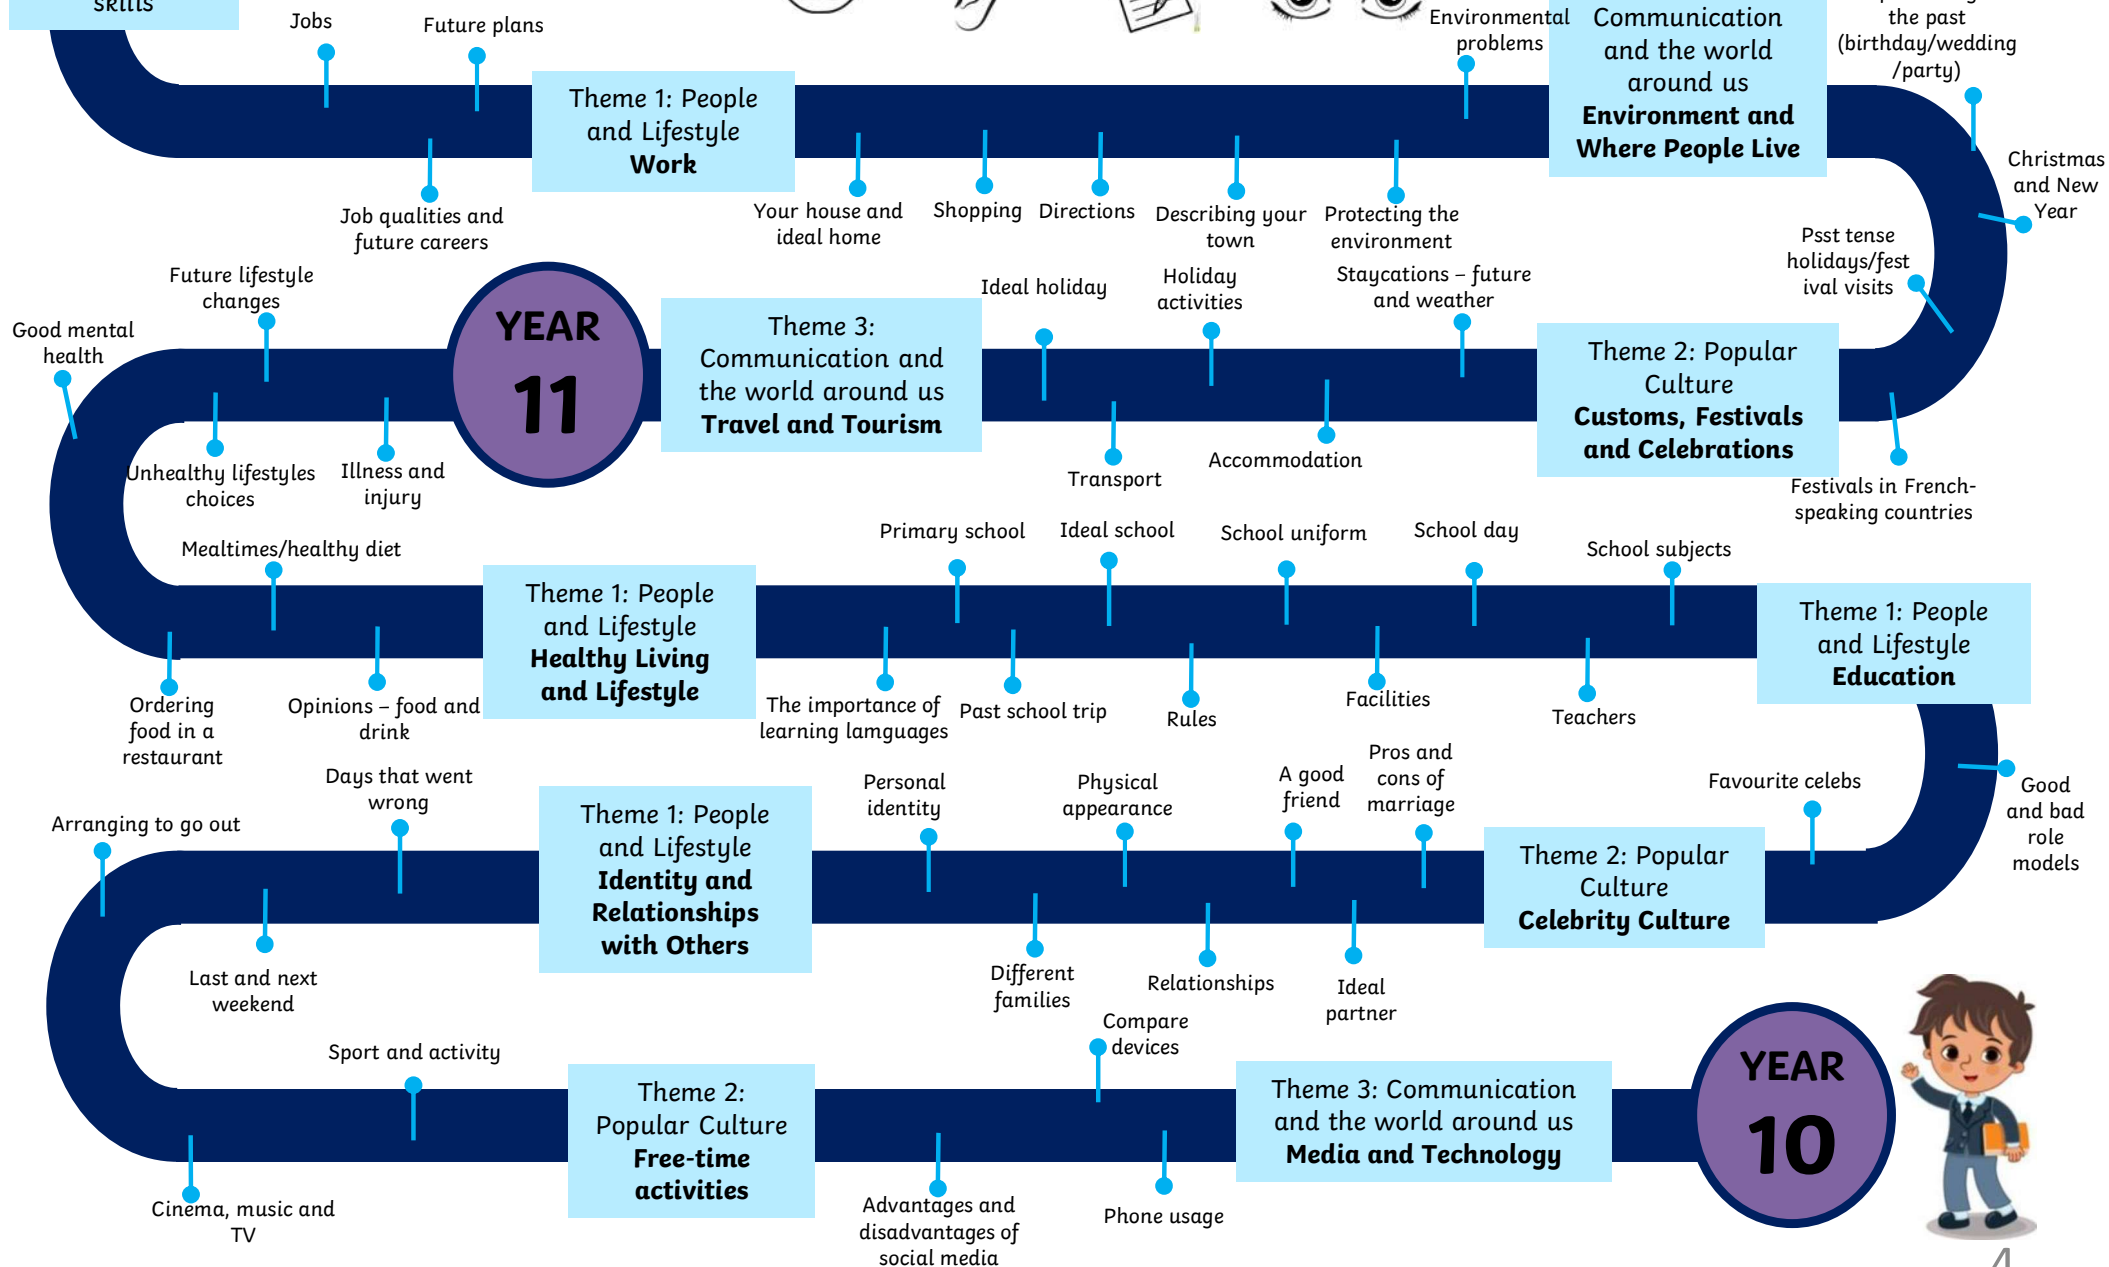 skills
Jobs
Future plans
Theme 1: People
and Lifestyle
Work
Job qualities and
future careers
Environmental
problems
Communication
and the world
around us
Environment and
Where People Live
the past
(birthday/wedding
/party)
Your house and
ideal home
Shopping
Directions
Describing your
town
Protecting the
environment
Christmas
and New
Year
Psst tense
holidays/fest
ival visits
Good mental
health
Future lifestyle
changes
YEAR
11
Theme 3:
Communication and
the world around us
Travel and Tourism
Ideal holiday
Holiday
activities
Staycations – future
and weather
Theme 2: Popular
Culture
Customs, Festivals
and Celebrations
Unhealthy lifestyles
choices
Illness and
injury
Transport
Accommodation
Festivals in French-
speaking countries
Mealtimes/healthy diet
Theme 1: People
and Lifestyle
Healthy Living
and Lifestyle
Primary school
Ideal school
School uniform
School day
School subjects
Theme 1: People
and Lifestyle
Education
Ordering
food in a
restaurant
Opinions – food and
drink
The importance of
learning lamguages
Past school trip
Rules
Facilities
Teachers
Arranging to go out
Days that went
wrong
Theme 1: People
and Lifestyle
Identity and
Relationships
with Others
Personal
identity
Physical
appearance
A good
friend
Pros and
cons of
marriage
Theme 2: Popular
Culture
Celebrity Culture
Favourite celebs
Good
and bad
role
models
Last and next
weekend
Different
families
Relationships
Ideal
partner
Sport and activity
Theme 2:
Popular Culture
Free-time
activities
Compare
devices
Theme 3: Communication
and the world around us
Media and Technology
YEAR
10
Cinema, music and
TV
Advantages and
disadvantages of
social media
Phone usage
4